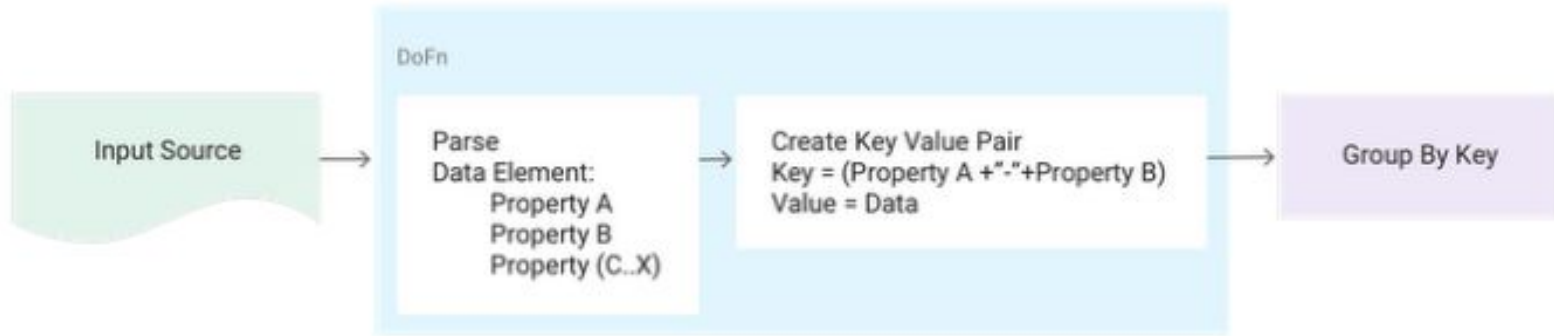 DoFn
Input Source
Parse
Data Element:
Property A
Property B
Property (C..X)
Create Key Value Pair
Key = (Property A +"-"+Property B)
Value = Data
Group By Key